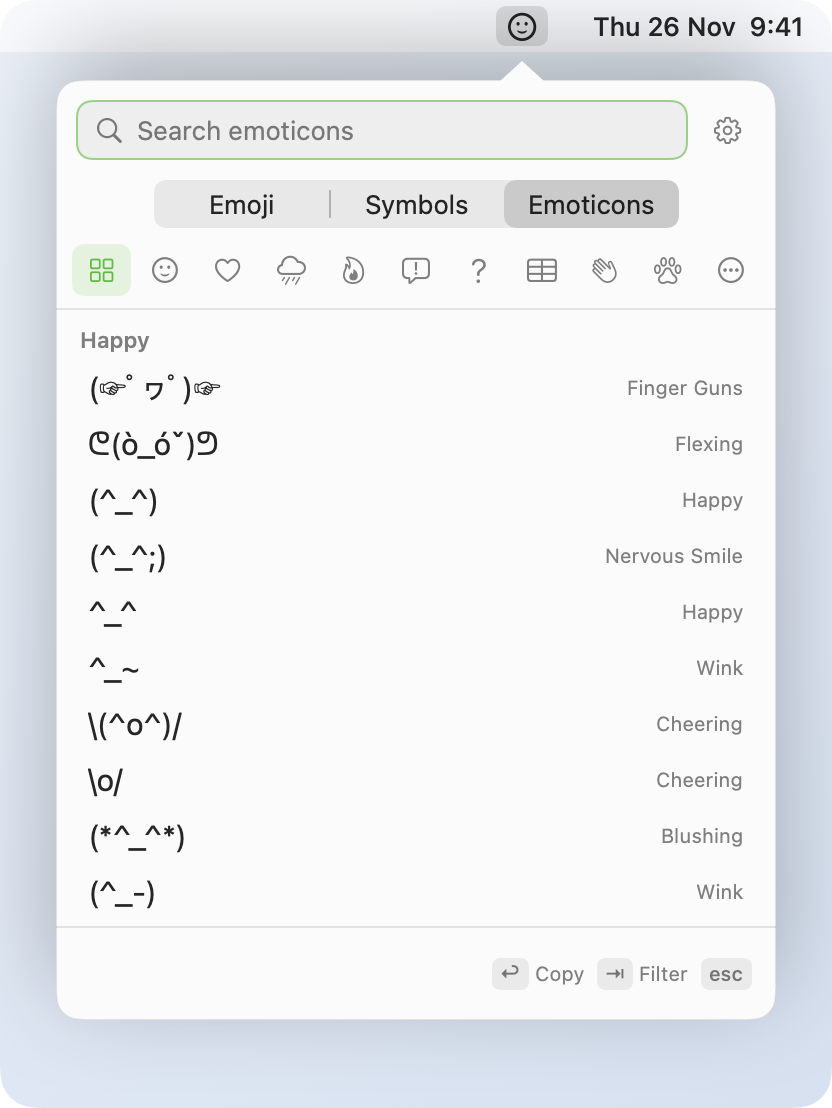 Thu 26 Nov 9:41
Search emoticons
Emoji Symbols Emoticons
Happy
(☞ﾟヮﾟ)☞ Finger Guns
ᕦ(ò_óˇ)ᕤ Flexing
(^_^) Happy
(^_^;) Nervous Smile
^_^ Happy
^_~ Wink
\(^o^)/ Cheering
\o/ Cheering
(*^_^*) Blushing
(^_-) Wink
Copy Filter esc